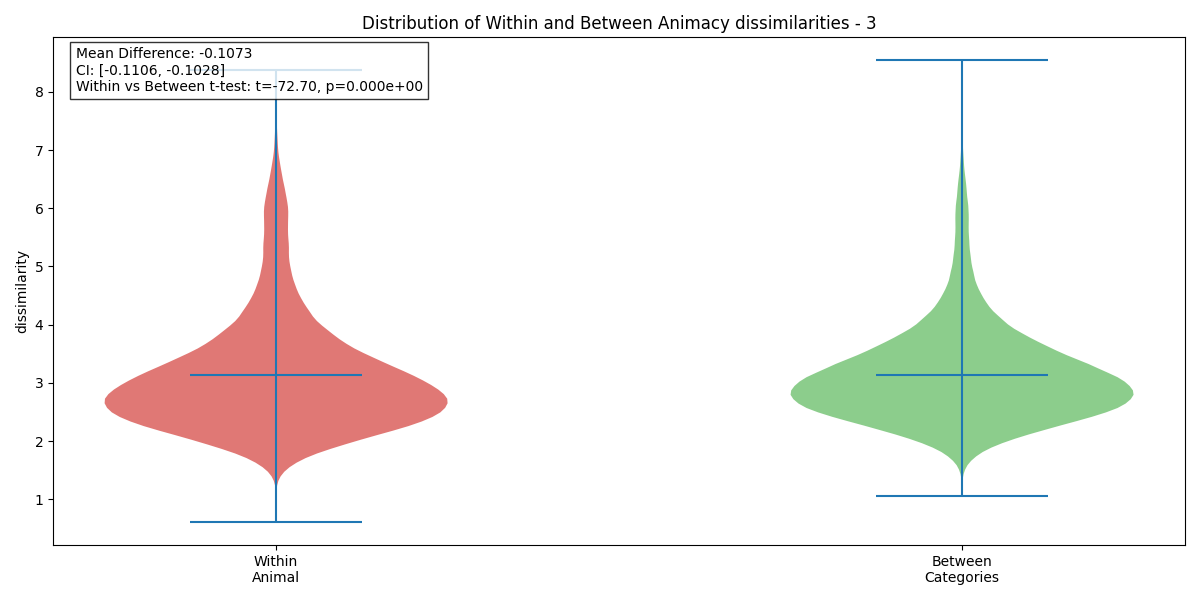 Distribution of Within and Between Animacy dissimilarities - 3
Mean Difference: -0.1073
CI: [-0.1106, -0.1028]
Within vs Between t-test: t=-72.70, p=0.000e+00
8
7
6
5
4
3
2
1
dissimilarity
Within
Animal
Between
Categories